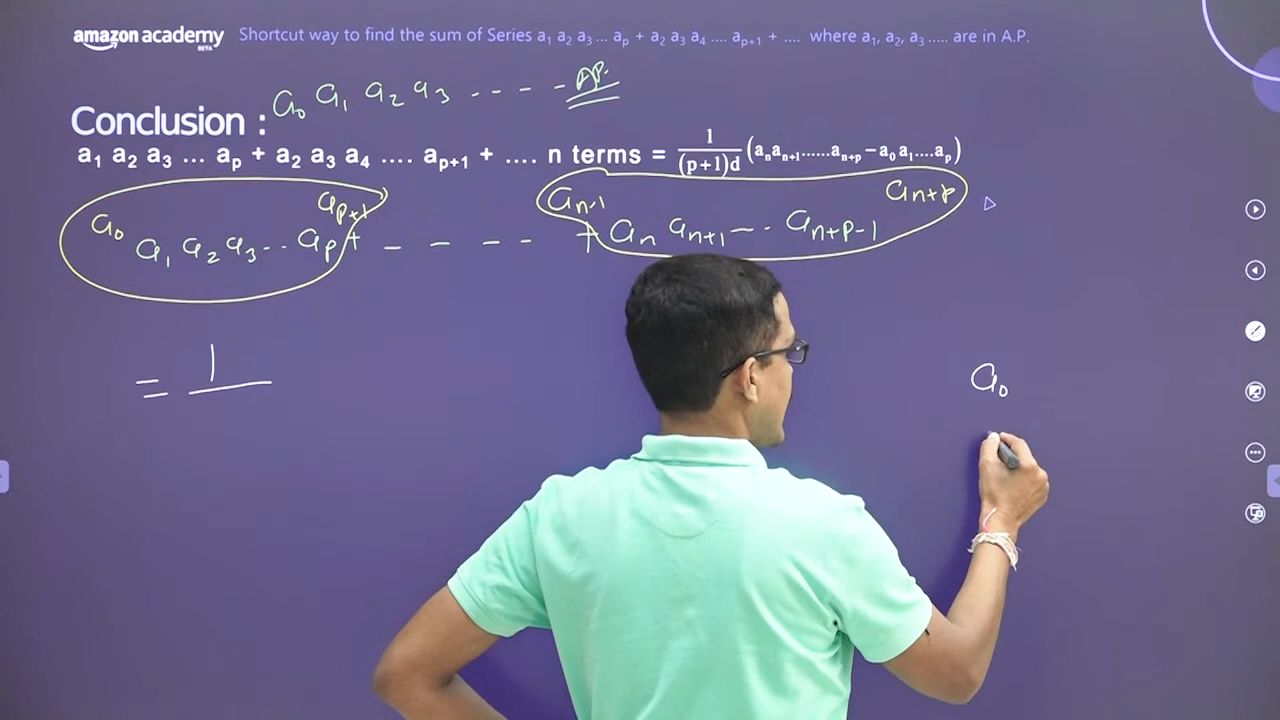 amazon academy BETA Shortcut way to find the sum of Series a₁ a₂ a₃ ... aₚ + a₂ a₃ a₄ .... aₚ₊₁ + .... where a₁, a₂, a₃ ..... are in A.P.
Conclusion : a₀ a₁ a₂ a₃ - - - - - AP.
a₁ a₂ a₃ ... aₚ + a₂ a₃ a₄ .... aₚ₊₁ + .... n terms = 1/((p+1)d) (aₙaₙ₊₁......aₙ₊ₚ − a₀a₁....aₚ)
a₀ a₁ a₂ a₃ - - aₚ aₚ₊₁ + - - - - + aₙ₋₁ aₙ aₙ₊₁ - - - aₙ₊ₚ₋₁ aₙ₊ₚ
= 1
a₀